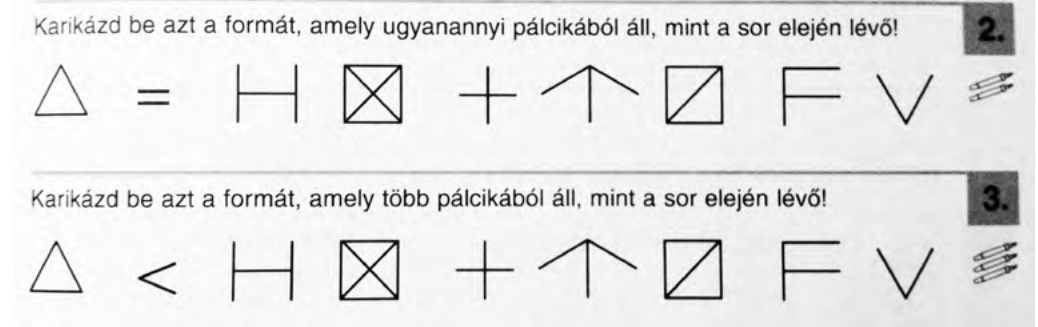 Karikázd be azt a formát, amely ugyanannyi pálcikából áll, mint a sor elején lévő!
2.
=
Karikázd be azt a formát, amely több pálcikából áll, mint a sor elején lévő!
3.
<